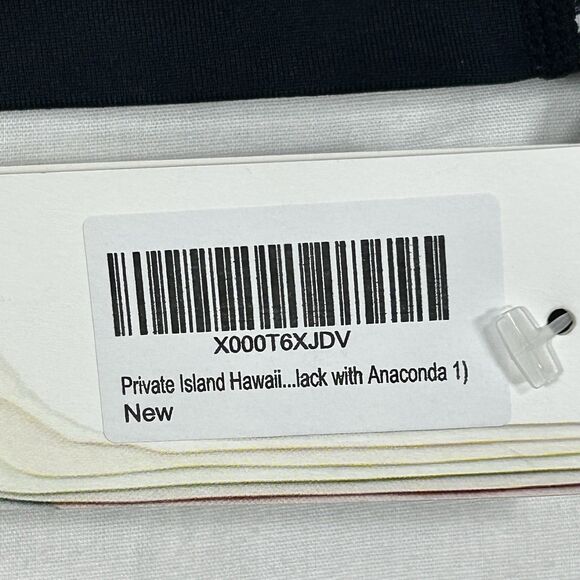 X000T6XJDV
Private Island Hawaii...lack with Anaconda 1)
New